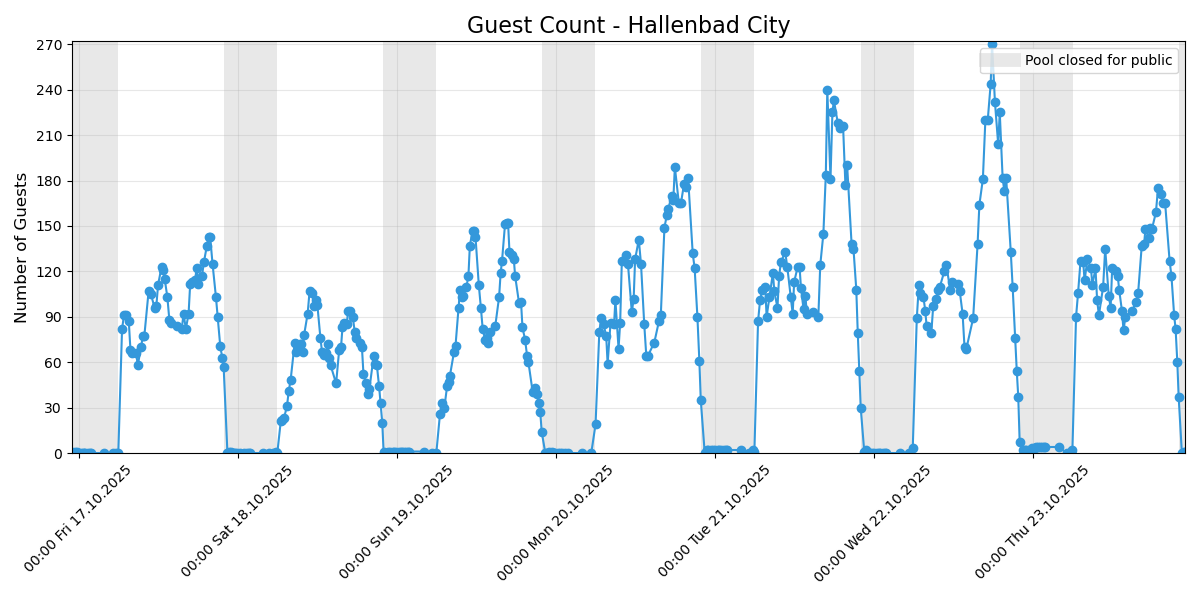 Guest Count - Hallenbad City
Number of Guests
270
240
210
180
150
120
90
60
30
0
Pool closed for public
00:00 Fri 17.10.2025
00:00 Sat 18.10.2025
00:00 Sun 19.10.2025
00:00 Mon 20.10.2025
00:00 Tue 21.10.2025
00:00 Wed 22.10.2025
00:00 Thu 23.10.2025